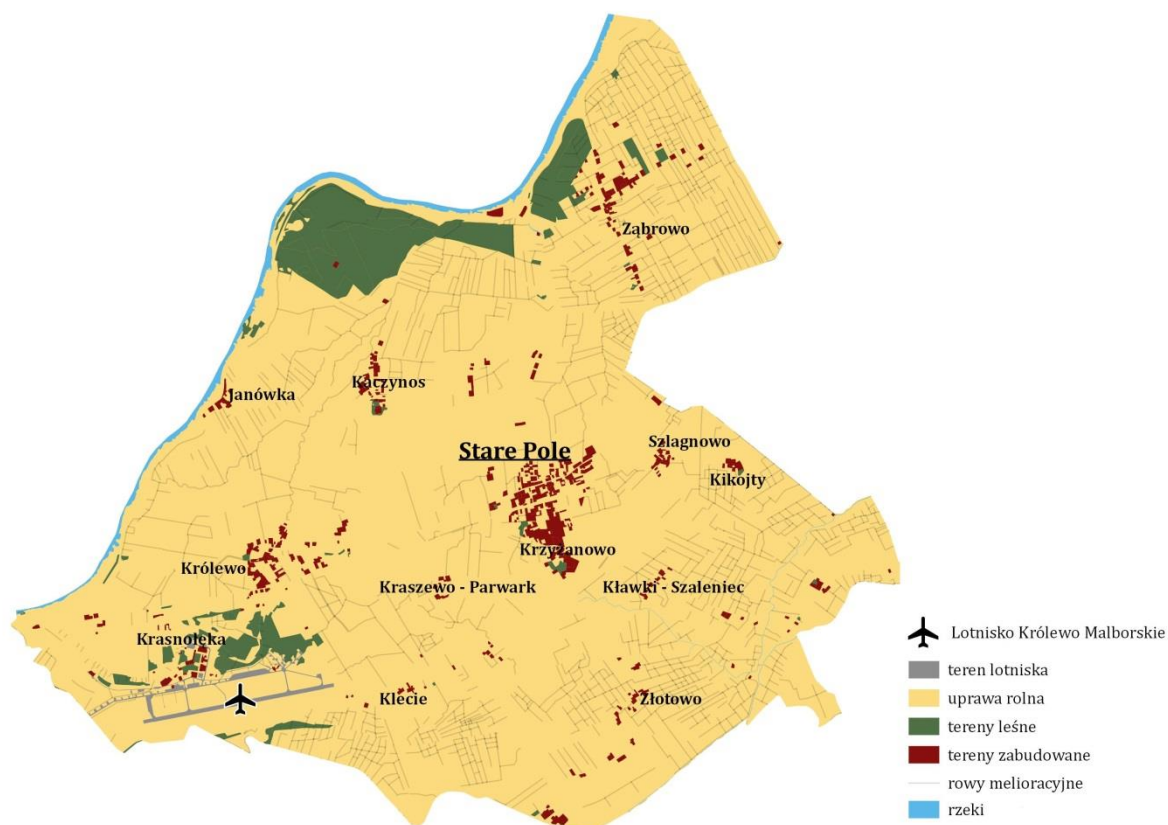 Ząbrowo
Kaczynos
Janówka
Stare Pole
Szlagnowo
Kikojty
Krzyżanowo
Królewo
Kraszewo - Parwark
Kławki - Szaleniec
Krasnołęka
Klecie
Złotowo
Lotnisko Królewo Malborskie
teren lotniska
uprawa rolna
tereny leśne
tereny zabudowane
rowy melioracyjne
rzeki